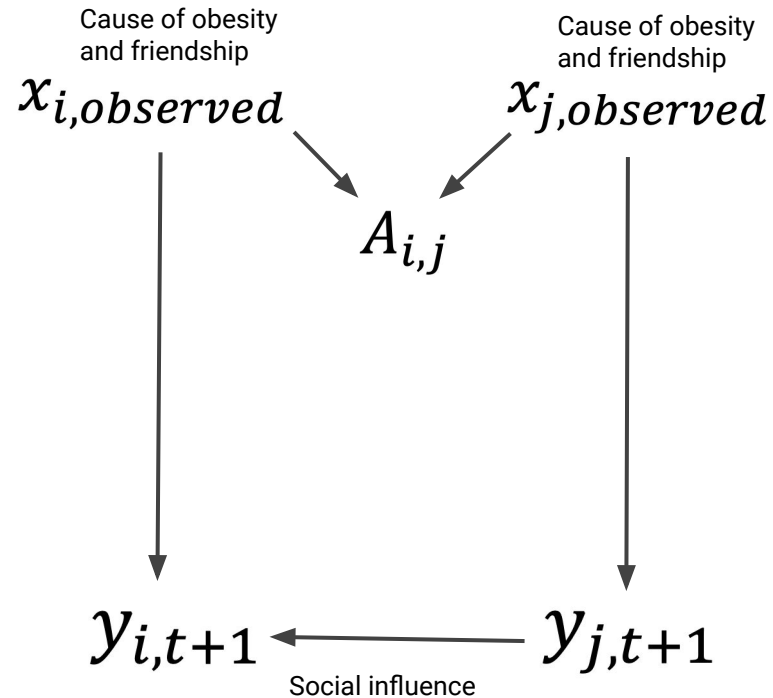 Cause of obesity
and friendship
x_{i,observed}
Cause of obesity
and friendship
x_{j,observed}
A_{i,j}
y_{i,t+1}
y_{j,t+1}
Social influence